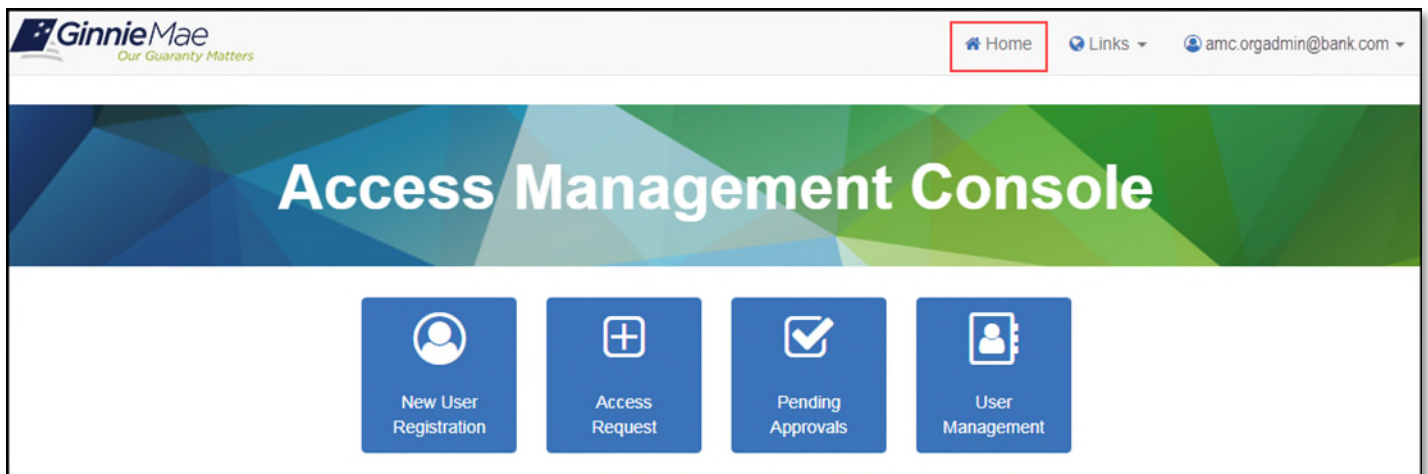 GinnieMae
Our Guaranty Matters
Home
Links
amc.orgadmin@bank.com
Access Management Console
New User
Registration
Access
Request
Pending
Approvals
User
Management